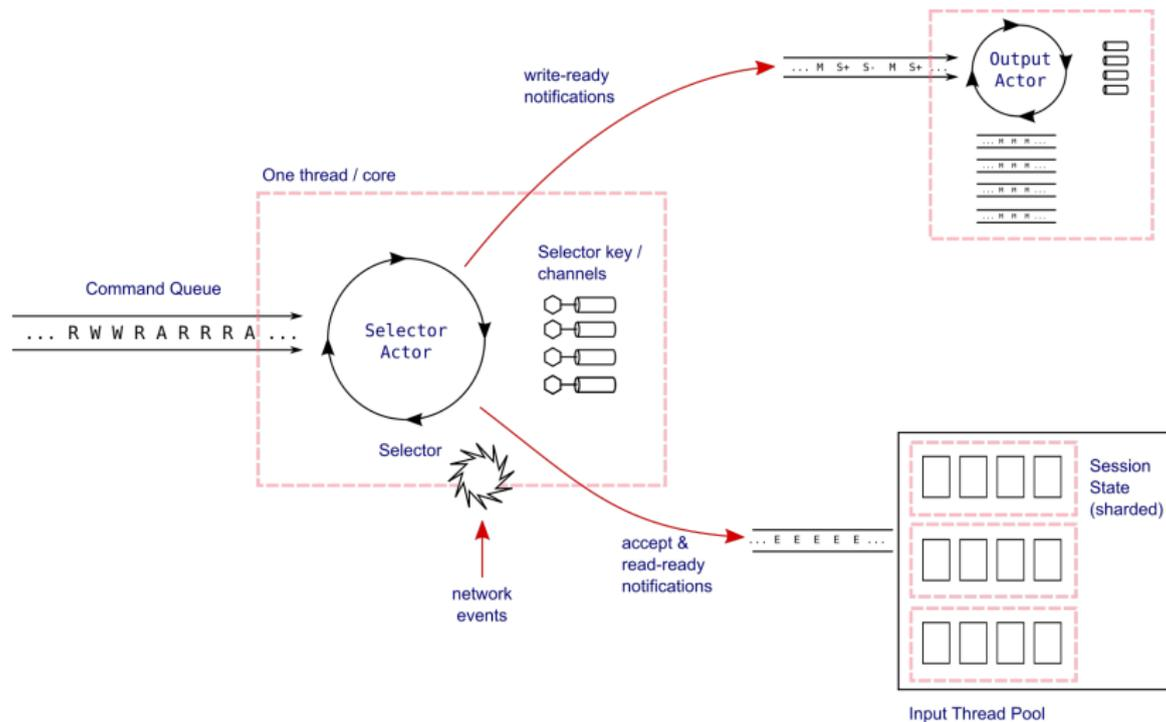 write-ready
notifications
... M S+ S- M S+ ...
Output
Actor
... M M M ...
... M M M ...
... M M M ...
... M M M ...
One thread / core
Selector key /
channels
Command Queue
... R W W R A R R R A ...
Selector
Actor
Selector
network
events
accept &
read-ready
notifications
... E E E E E ...
Session
State
(sharded)
Input Thread Pool